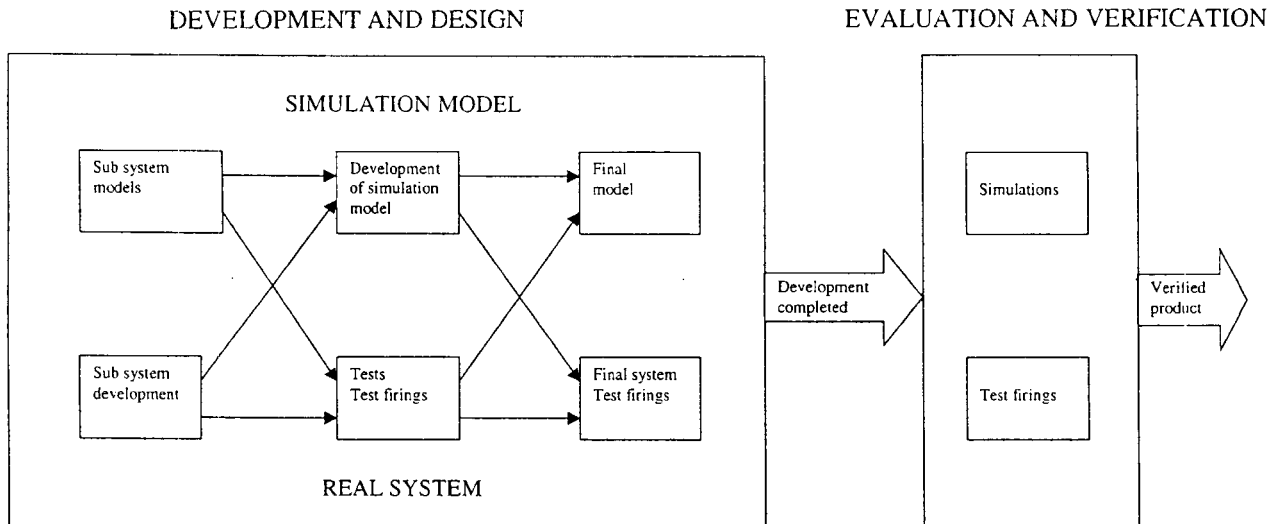 DEVELOPMENT AND DESIGN
EVALUATION AND VERIFICATION
SIMULATION MODEL
Sub system
models
Development
of simulation
model
Final
model
Simulations
Development
completed
Verified
product
Sub system
development
Tests
Test firings
Final system
Test firings
Test firings
REAL SYSTEM